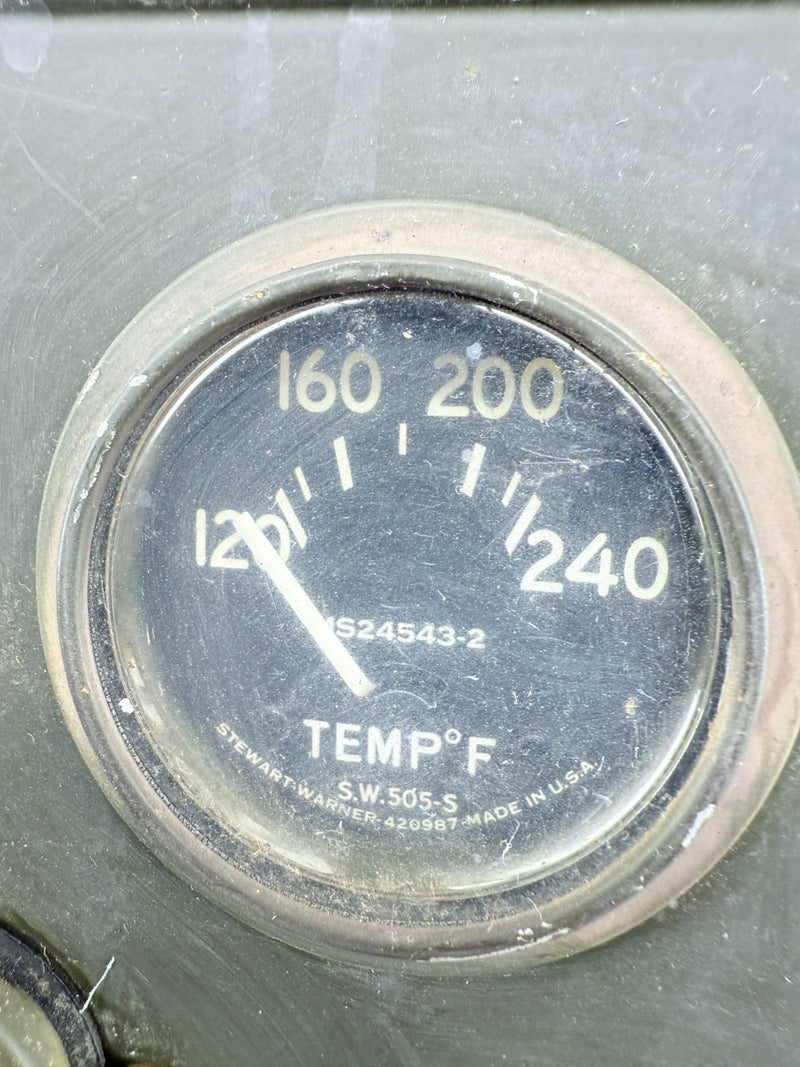 160 200
120 240
MS24543-2
TEMP°F
S.W.505-S
STEWART-WARNER-420987-MADE IN U.S.A.